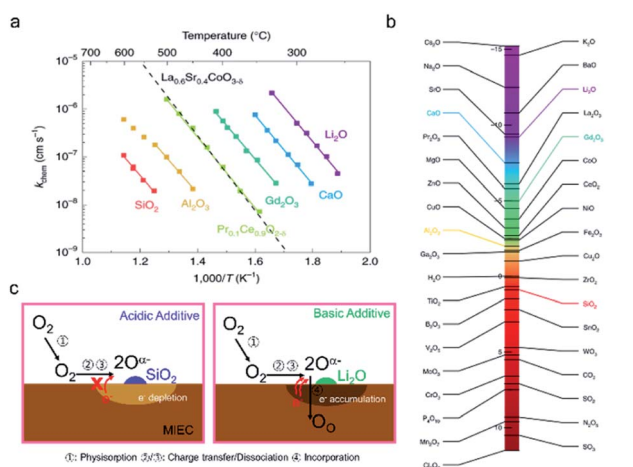 a
Temperature (°C)
700 600 500 400 300
La0.6Sr0.4CoO3-δ
kchem (cm s⁻¹)
10⁻⁵
10⁻⁶
10⁻⁷
10⁻⁸
10⁻⁹
Li2O
CaO
Gd2O3
Al2O3
SiO2
Pr0.1Ce0.9O2-δ
1.0 1.2 1.4 1.6 1.8 2.0
1,000/T (K⁻¹)
b
Cs2O
Na2O
SrO
CaO
Pr2O3
MgO
ZnO
CuO
Al2O3
Ga2O3
H2O
TiO2
B2O3
V2O5
MoO3
CrO3
P4O10
Mn2O7
Cl2O7
-15
-10
-5
0
5
10
K2O
BaO
Li2O
La2O3
Gd2O3
CoO
CeO2
NiO
Fe2O3
Cu2O
ZrO2
SiO2
SnO2
WO3
CO2
SO2
N2O5
SO3
c
Acidic Additive
O2
①
O2
②③
2Oα-
SiO2
e- depletion
MIEC
Basic Additive
O2
①
O2
②③
2Oα-
Li2O
④
e- accumulation
OO
①: Physisorption ②/③: Charge transfer/Dissociation ④: Incorporation